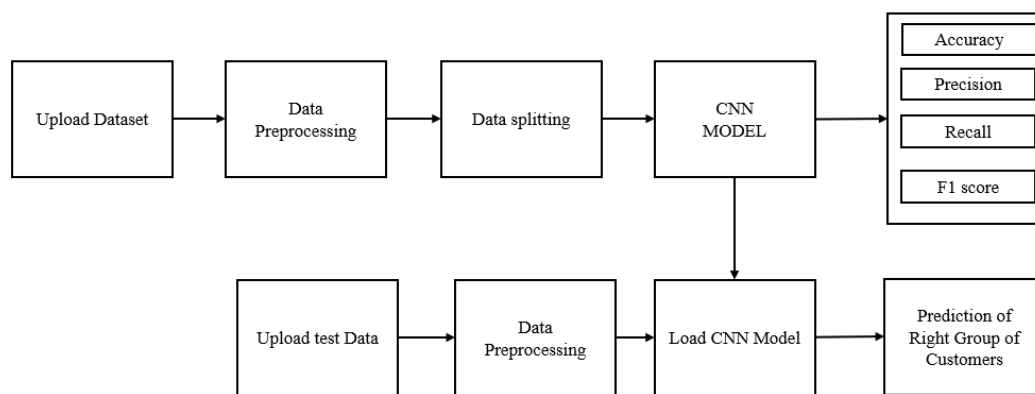 Upload Dataset
Data
Preprocessing
Data splitting
CNN
MODEL
Accuracy
Precision
Recall
F1 score
Upload test Data
Data
Preprocessing
Load CNN Model
Prediction of
Right Group of
Customers